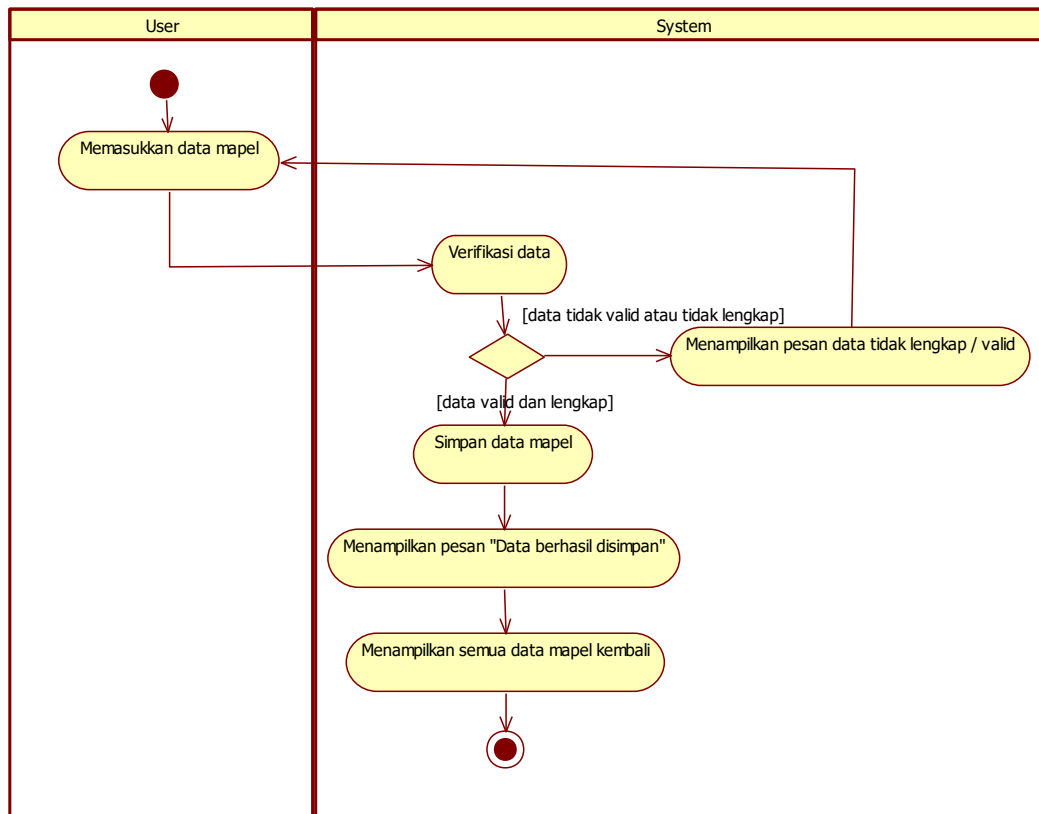 User
System
Memasukkan data mapel
Verifikasi data
[data tidak valid atau tidak lengkap]
Menampilkan pesan data tidak lengkap / valid
[data valid dan lengkap]
Simpan data mapel
Menampilkan pesan "Data berhasil disimpan"
Menampilkan semua data mapel kembali